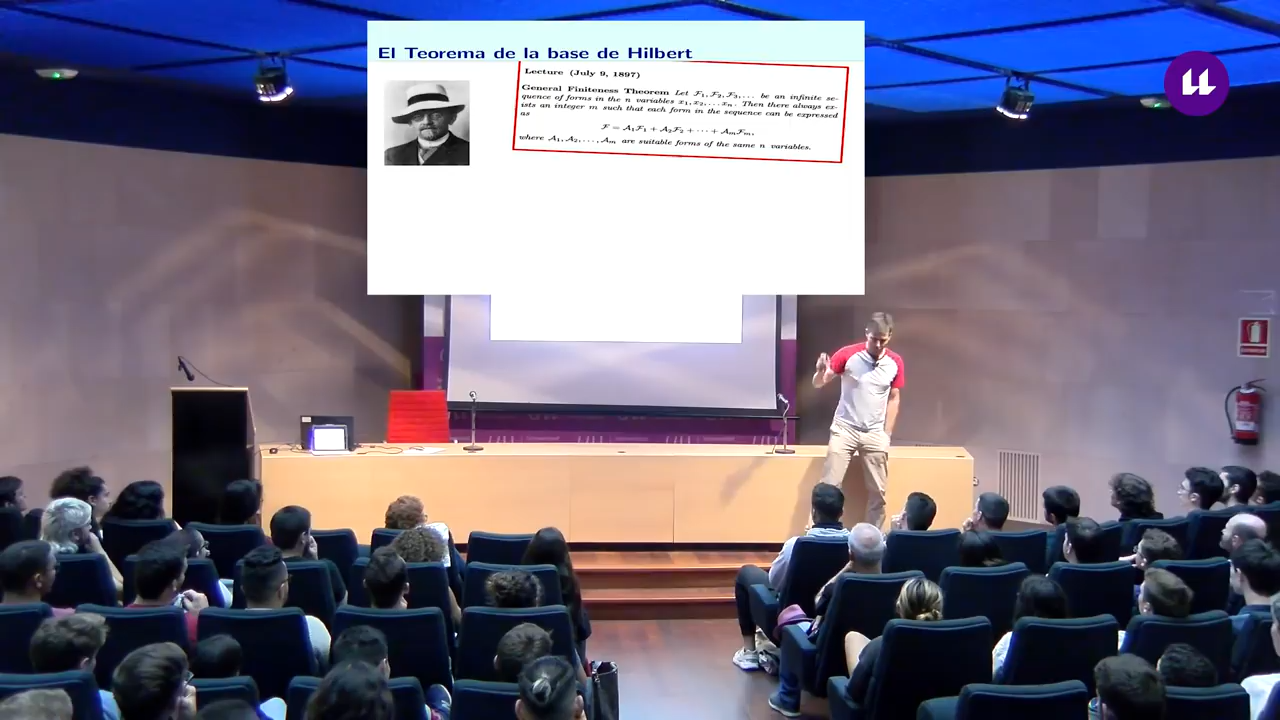 El Teorema de la base de Hilbert
Lecture (July 9, 1897)
General Finiteness Theorem Let F₁, F₂, F₃, ... be an infinite se-
quence of forms in the n variables x₁, x₂, ... xₙ. Then there always ex-
ists an integer m such that each form in the sequence can be expressed
as
F = A₁F₁ + A₂F₂ + ··· + AₘFₘ,
where A₁, A₂, ..., Aₘ are suitable forms of the same n variables.